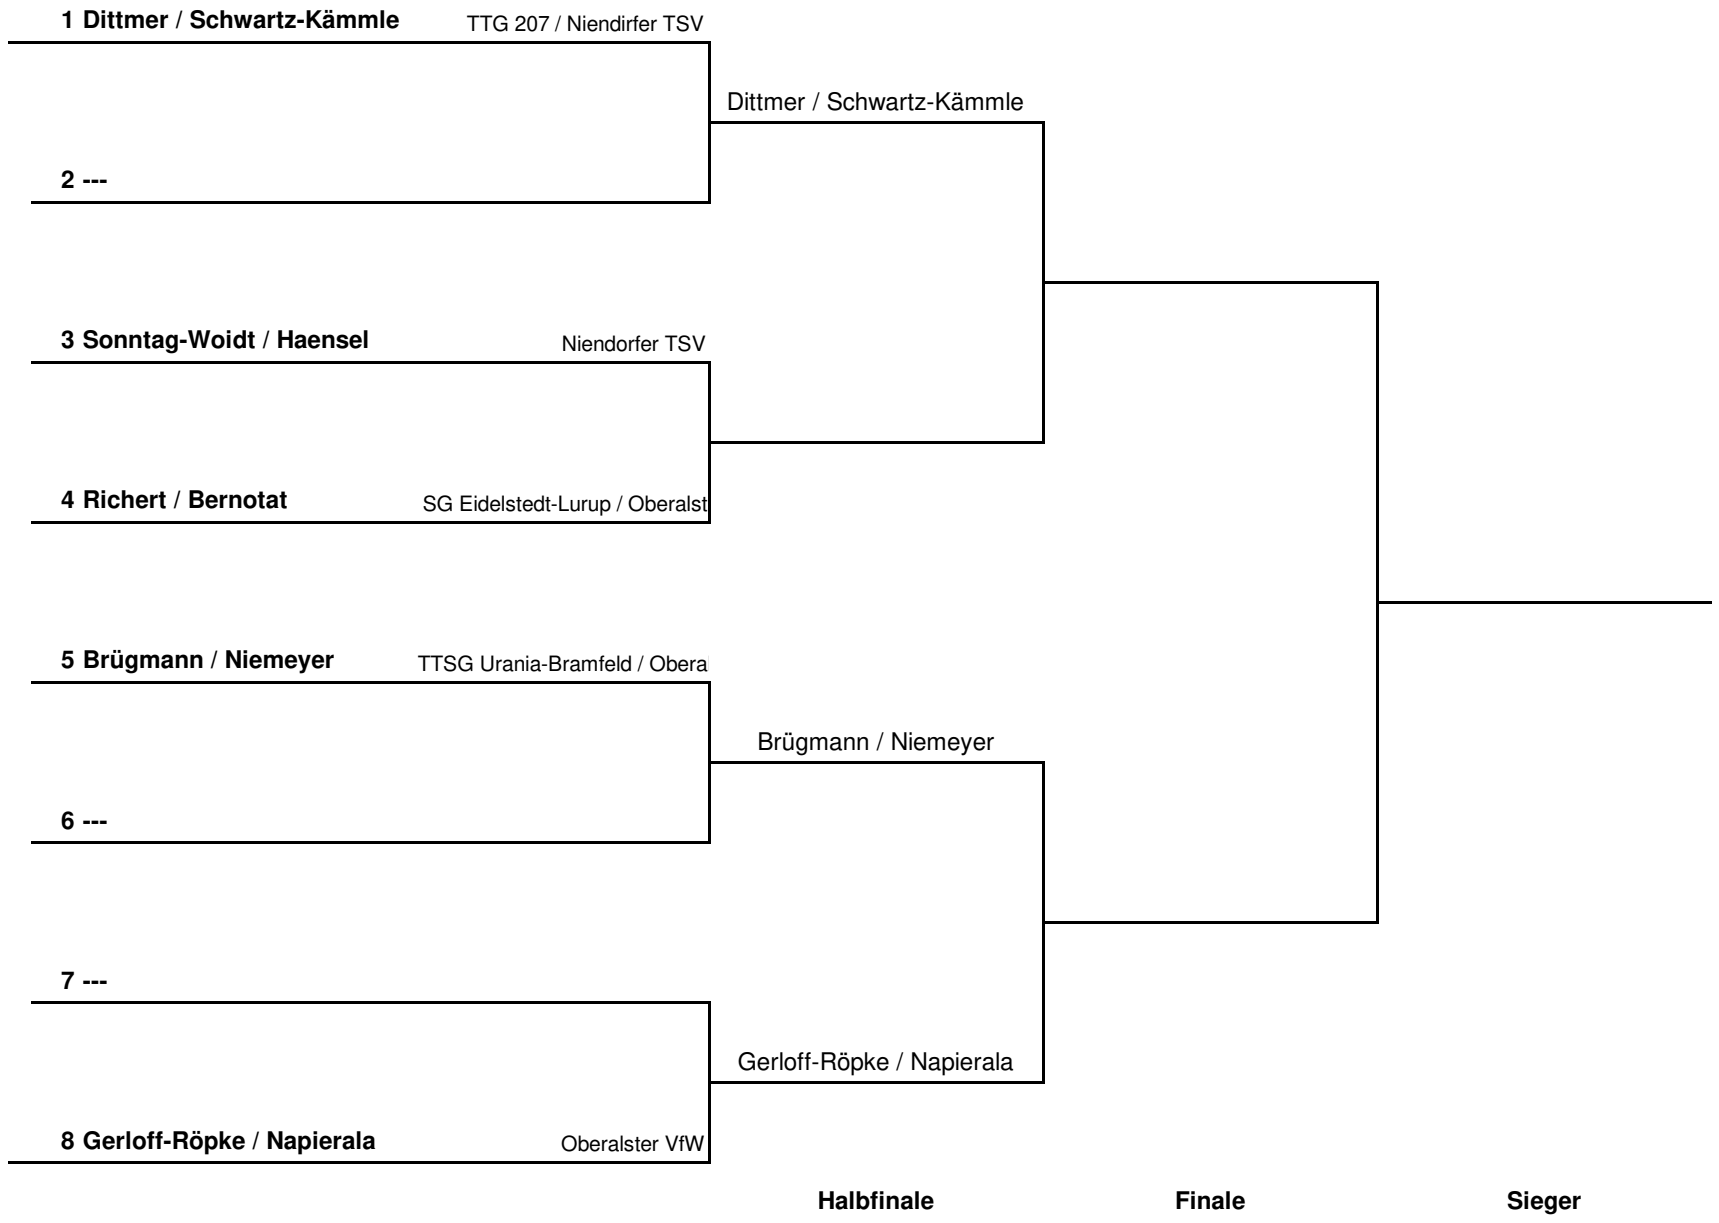 1 Dittmer / Schwartz-Kämmle TTG 207 / Niendirfer TSV
Dittmer / Schwartz-Kämmle
2 ---
3 Sonntag-Woidt / Haensel Niendorfer TSV
4 Richert / Bernotat SG Eidelstedt-Lurup / Oberalst
5 Brügmann / Niemeyer TTSG Urania-Bramfeld / Obera
Brügmann / Niemeyer
6 ---
7 ---
Gerloff-Röpke / Napierala
8 Gerloff-Röpke / Napierala Oberalster VfW
Halbfinale Finale Sieger